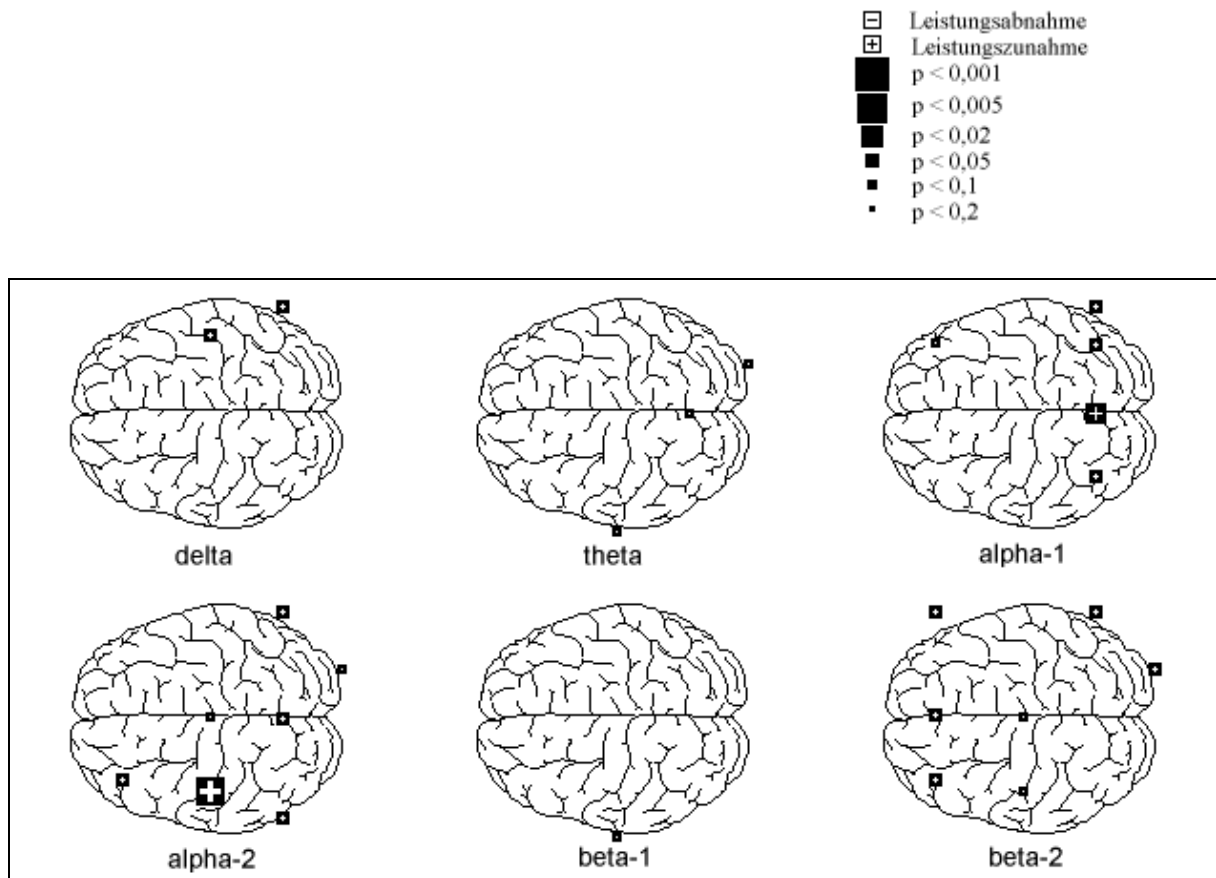 Leistungsabnahme
Leistungszunahme
p < 0,001
p < 0,005
p < 0,02
p < 0,05
p < 0,1
p < 0,2
delta theta alpha-1
alpha-2 beta-1 beta-2